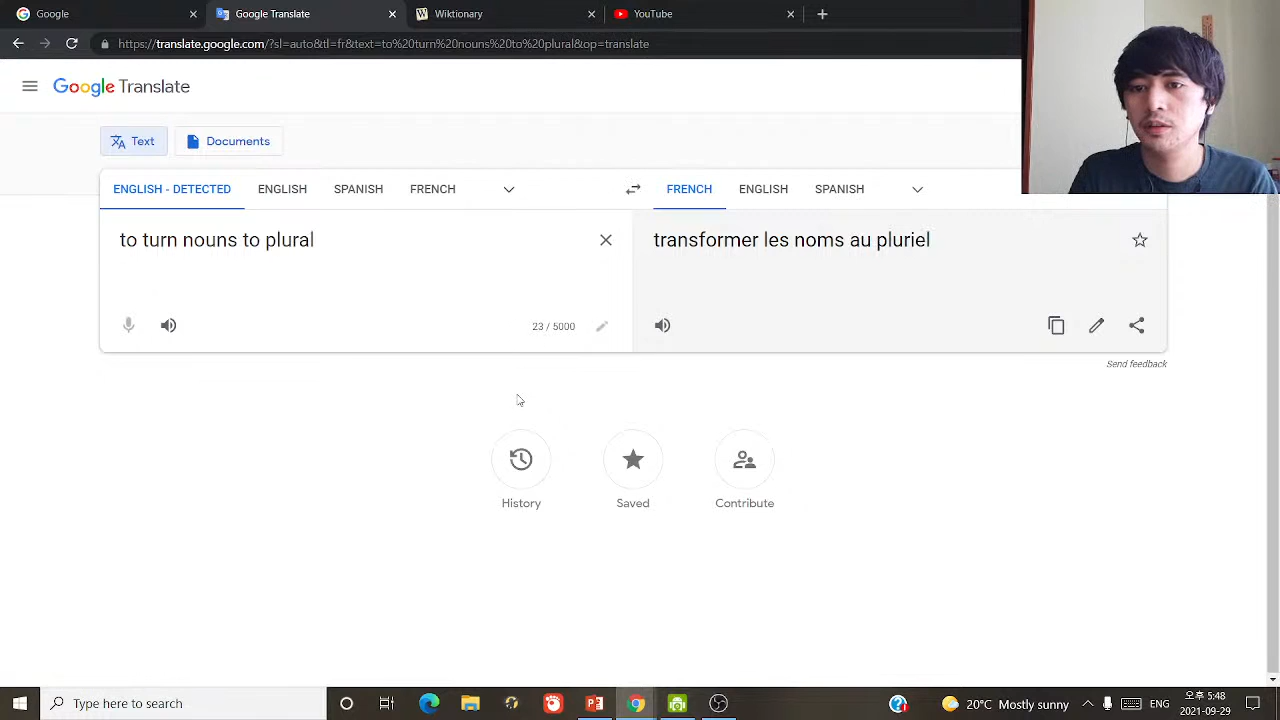 Google
Google Translate
Wiktionary
YouTube
https://translate.google.com/?sl=auto&tl=fr&text=to%20turn%20nouns%20to%20plural&op=translate
Google Translate
Text
Documents
ENGLISH - DETECTED
ENGLISH
SPANISH
FRENCH
FRENCH
ENGLISH
SPANISH
to turn nouns to plural
transformer les noms au pluriel
23 / 5000
Send feedback
History
Saved
Contribute
Type here to search
20°C Mostly sunny
ENG
오후 5:48
2021-09-29